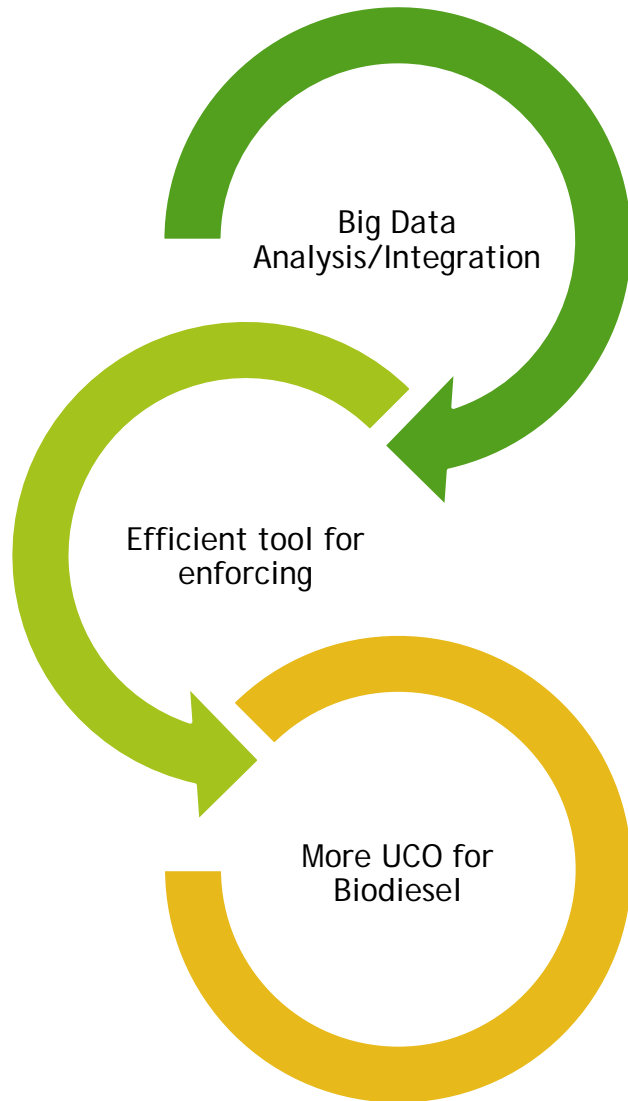 Big Data
Analysis/Integration
Efficient tool for
enforcing
More UCO for
Biodiesel